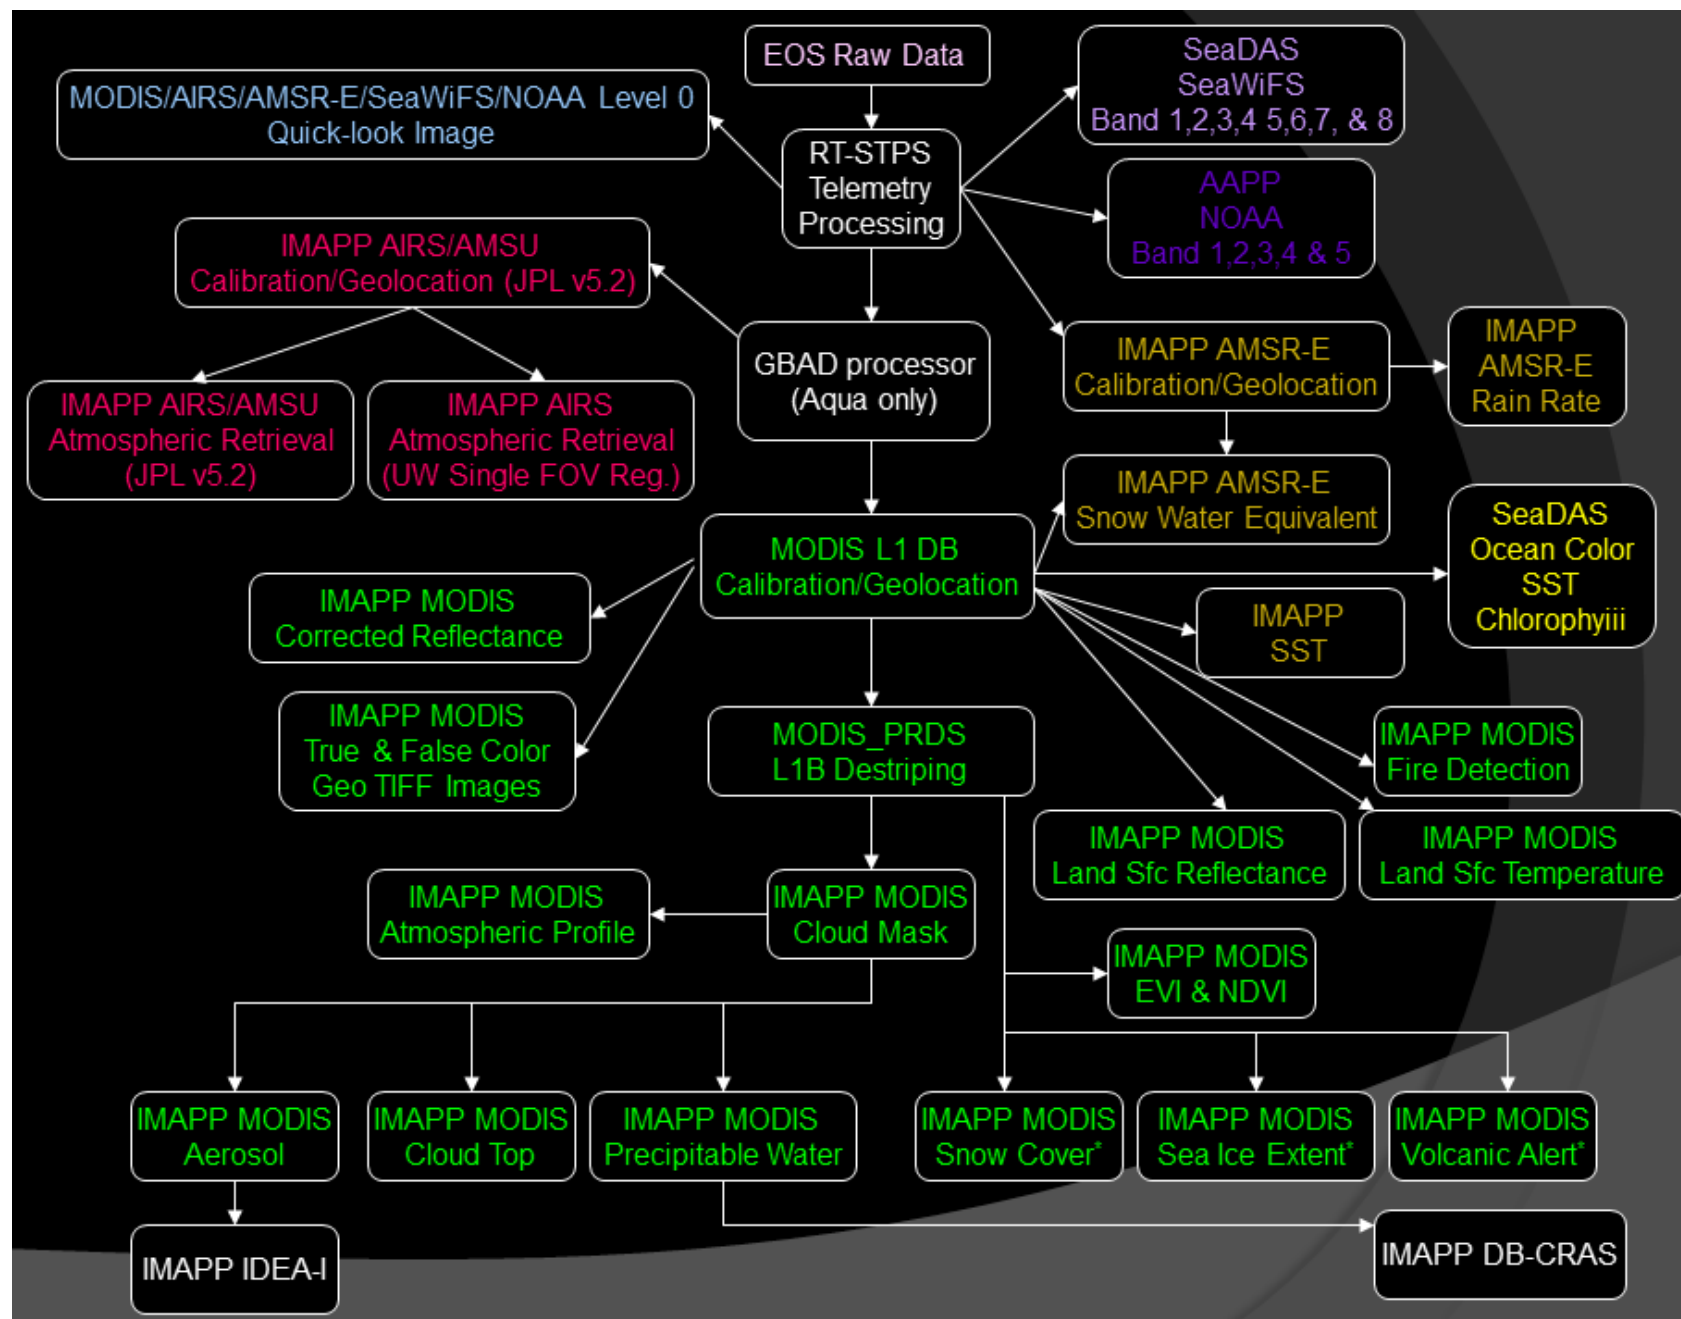 EOS Raw Data
SeaDAS
SeaWiFS
Band 1,2,3,4 5,6,7, & 8
MODIS/AIRS/AMSR-E/SeaWiFS/NOAA Level 0
Quick-look Image
RT-STPS
Telemetry
Processing
AAPP
NOAA
Band 1,2,3,4 & 5
IMAPP AIRS/AMSU
Calibration/Geolocation (JPL v5.2)
GBAD processor
(Aqua only)
IMAPP AMSR-E
Calibration/Geolocation
IMAPP
AMSR-E
Rain Rate
IMAPP AIRS/AMSU
Atmospheric Retrieval
(JPL v5.2)
IMAPP AIRS
Atmospheric Retrieval
(UW Single FOV Reg.)
IMAPP AMSR-E
Snow Water Equivalent
SeaDAS
Ocean Color
SST
Chlorophyiii
MODIS L1 DB
Calibration/Geolocation
IMAPP MODIS
Corrected Reflectance
IMAPP
SST
IMAPP MODIS
True & False Color
Geo TIFF Images
MODIS_PRDS
L1B Destriping
IMAPP MODIS
Fire Detection
IMAPP MODIS
Land Sfc Reflectance
IMAPP MODIS
Land Sfc Temperature
IMAPP MODIS
Atmospheric Profile
IMAPP MODIS
Cloud Mask
IMAPP MODIS
EVI & NDVI
IMAPP MODIS
Aerosol
IMAPP MODIS
Cloud Top
IMAPP MODIS
Precipitable Water
IMAPP MODIS
Snow Cover*
IMAPP MODIS
Sea Ice Extent*
IMAPP MODIS
Volcanic Alert*
IMAPP IDEA-I
IMAPP DB-CRAS